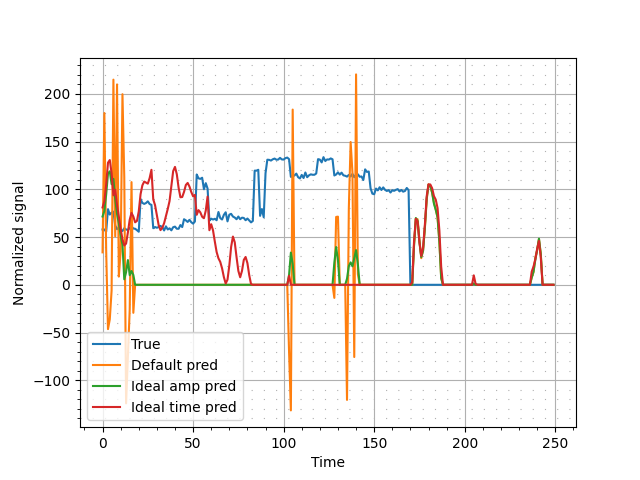 Normalized signal
200
150
100
50
0
−50
−100
True
Default pred
Ideal amp pred
Ideal time pred
0
50
100
150
200
250
Time